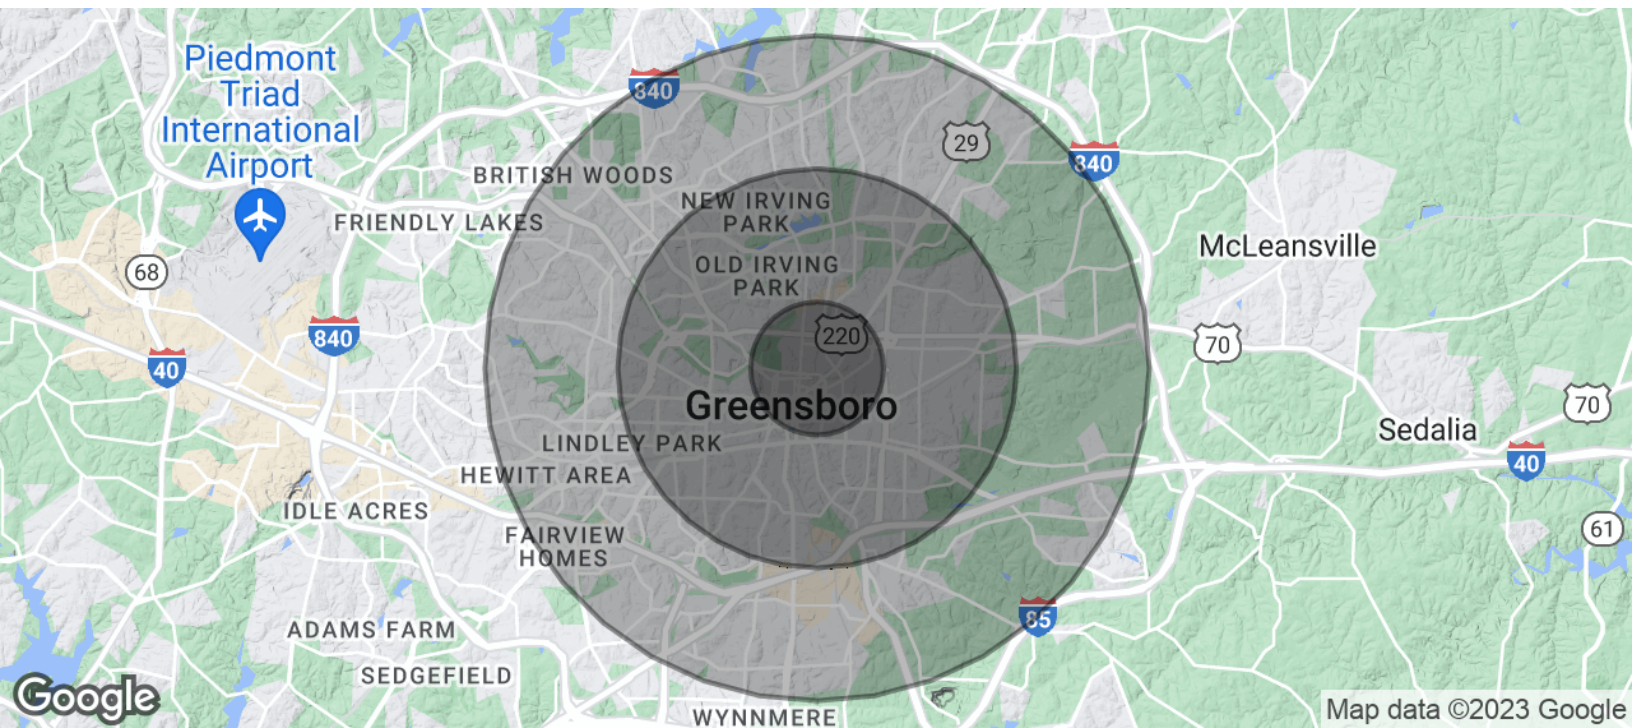 Piedmont
Triad
International
Airport
840
29
840
BRITISH WOODS
NEW IRVING
PARK
FRIENDLY LAKES
McLeansville
68
OLD IRVING
PARK
840
220
70
40
Greensboro
70
Sedalia
LINDLEY PARK
HEWITT AREA
40
IDLE ACRES
61
FAIRVIEW
HOMES
85
ADAMS FARM
SEDGEFIELD
Google
WYNNMERE
Map data ©2023 Google